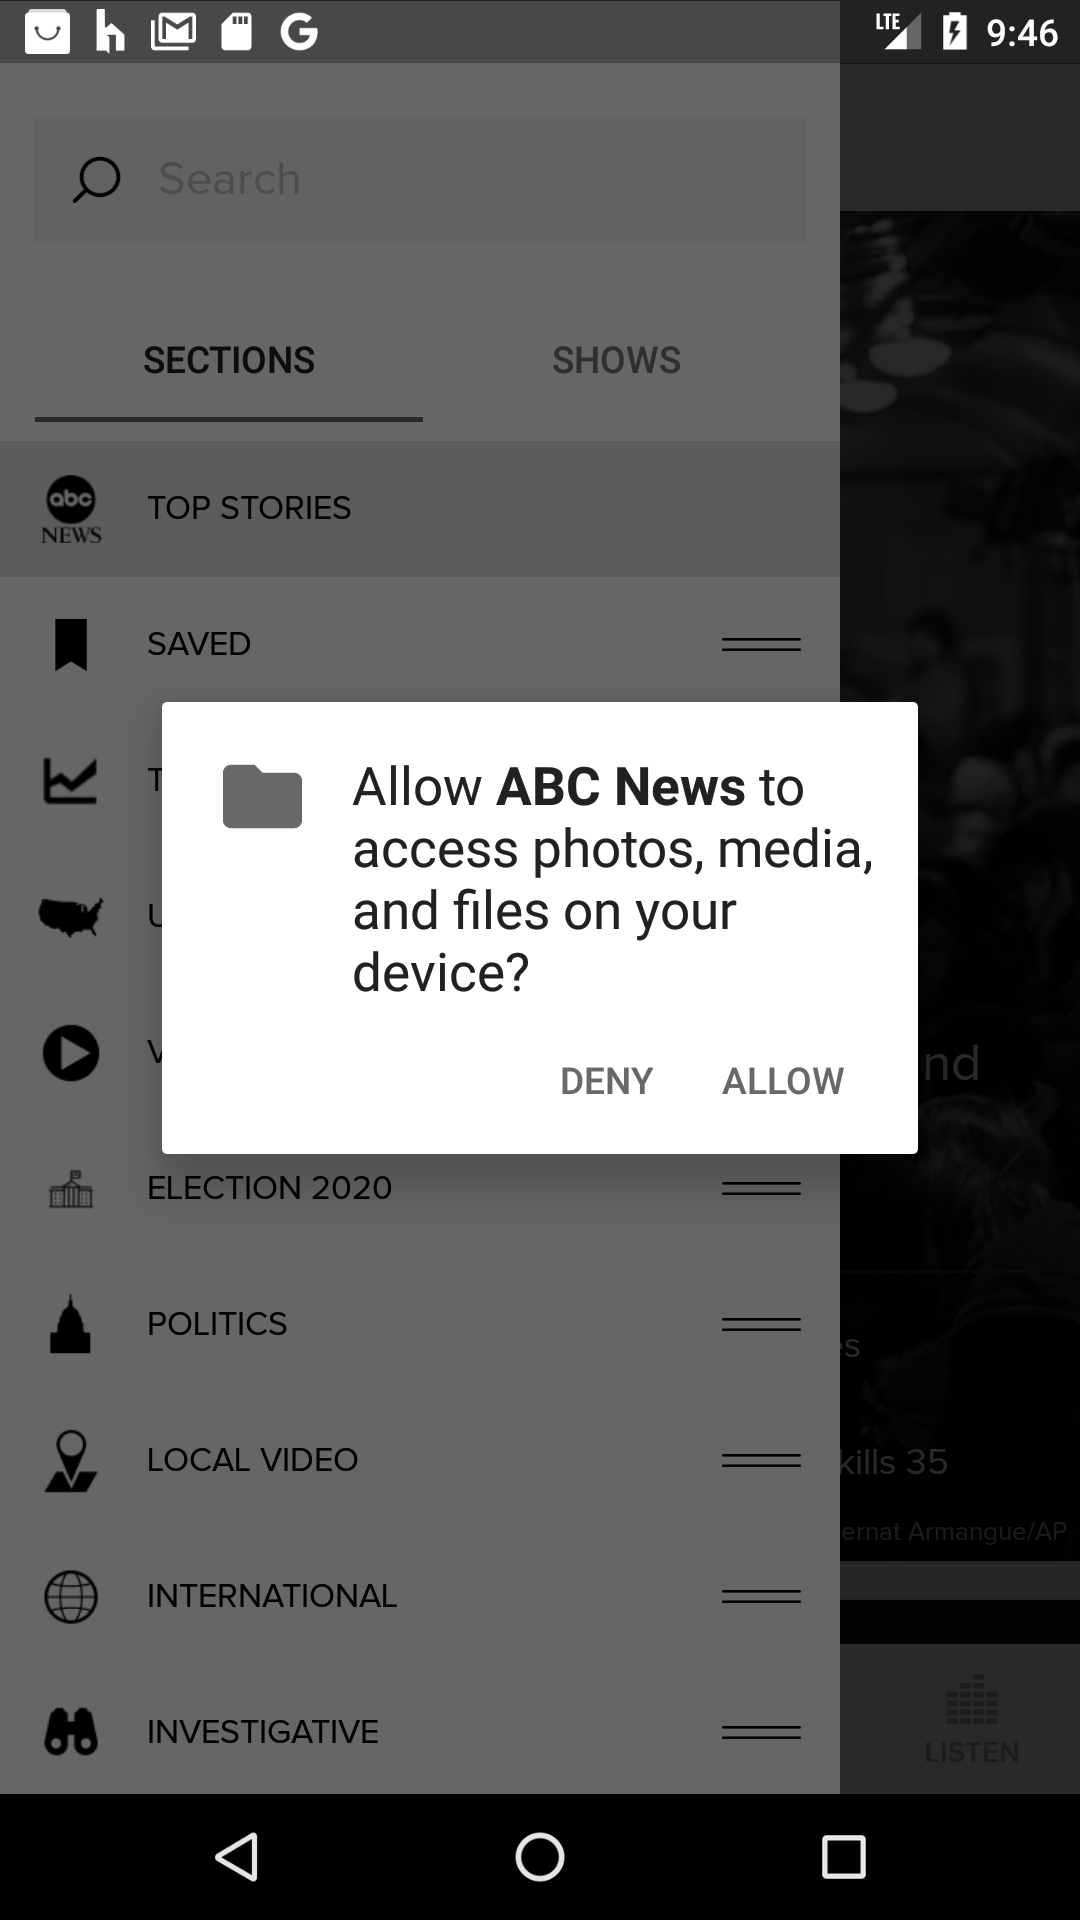 LTE 9:46
Search
SECTIONS SHOWS
abc NEWS TOP STORIES
SAVED
Allow ABC News to
access photos, media,
and files on your
device?
DENY ALLOW
nd
ELECTION 2020
POLITICS
es
LOCAL VIDEO
kills 35
ernat Armangue/AP
INTERNATIONAL
INVESTIGATIVE
LISTEN